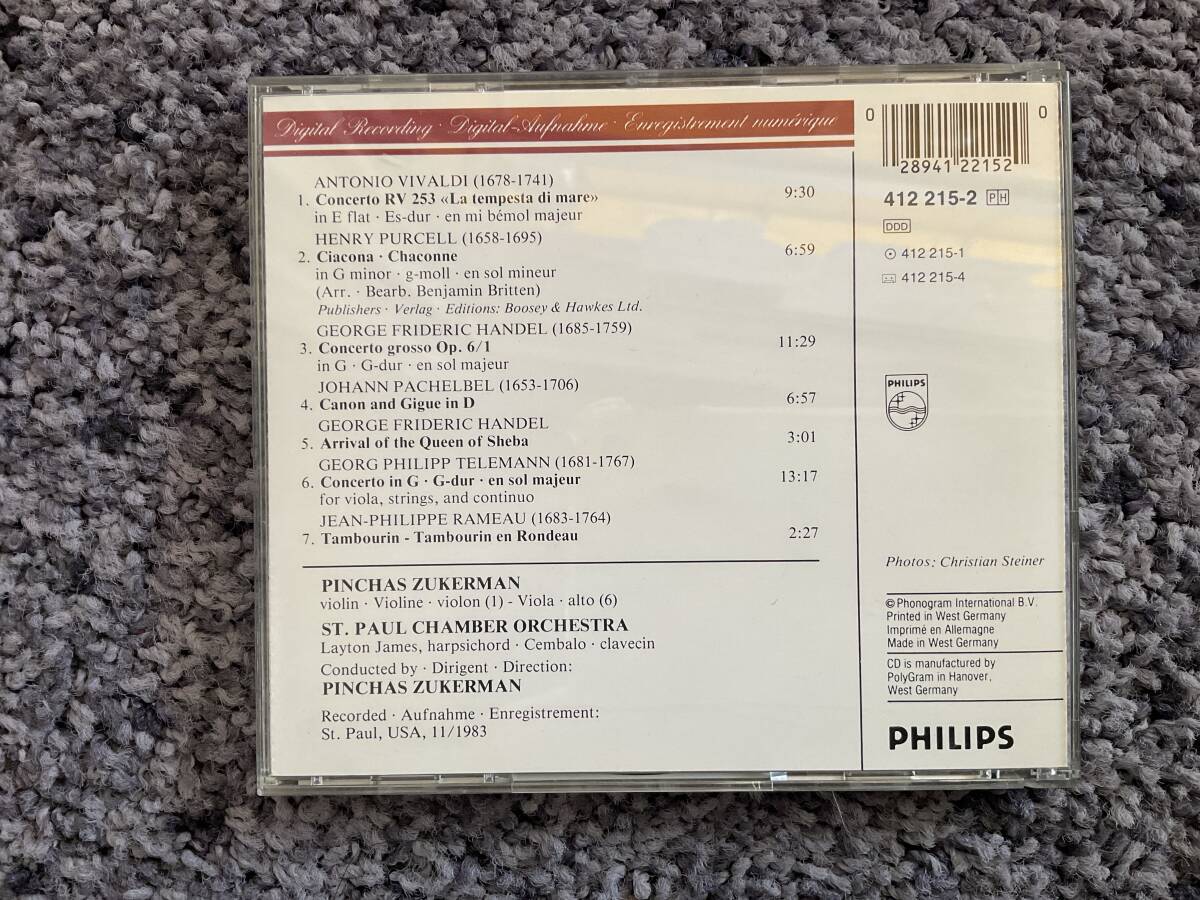 Digital Recording · Digital-Aufnahme · Enregistrement numérique
ANTONIO VIVALDI (1678-1741)
1. Concerto RV 253 «La tempesta di mare» 9:30
in E flat · Es-dur · en mi bémol majeur
HENRY PURCELL (1658-1695)
2. Ciacona · Chaconne 6:59
in G minor · g-moll · en sol mineur
(Arr. · Bearb. Benjamin Britten)
Publishers · Verlag · Editions: Boosey & Hawkes Ltd.
GEORGE FRIDERIC HANDEL (1685-1759)
3. Concerto grosso Op. 6/1 11:29
in G · G-dur · en sol majeur
JOHANN PACHELBEL (1653-1706)
4. Canon and Gigue in D 6:57
GEORGE FRIDERIC HANDEL
5. Arrival of the Queen of Sheba 3:01
GEORG PHILIPP TELEMANN (1681-1767)
6. Concerto in G · G-dur · en sol majeur 13:17
for viola, strings, and continuo
JEAN-PHILIPPE RAMEAU (1683-1764)
7. Tambourin - Tambourin en Rondeau 2:27
PINCHAS ZUKERMAN
violin · Violine · violon (1) - Viola · alto (6)
ST. PAUL CHAMBER ORCHESTRA
Layton James, harpsichord · Cembalo · clavecin
Conducted by · Dirigent · Direction:
PINCHAS ZUKERMAN
Recorded · Aufnahme · Enregistrement:
St. Paul, USA, 11/1983
0 28941 22152 0
412 215-2 PH
DDD
412 215-1
412 215-4
PHILIPS
Photos: Christian Steiner
© Phonogram International B.V.
Printed in West Germany
Imprimé en Allemagne
Made in West Germany
CD is manufactured by
PolyGram in Hanover,
West Germany
PHILIPS